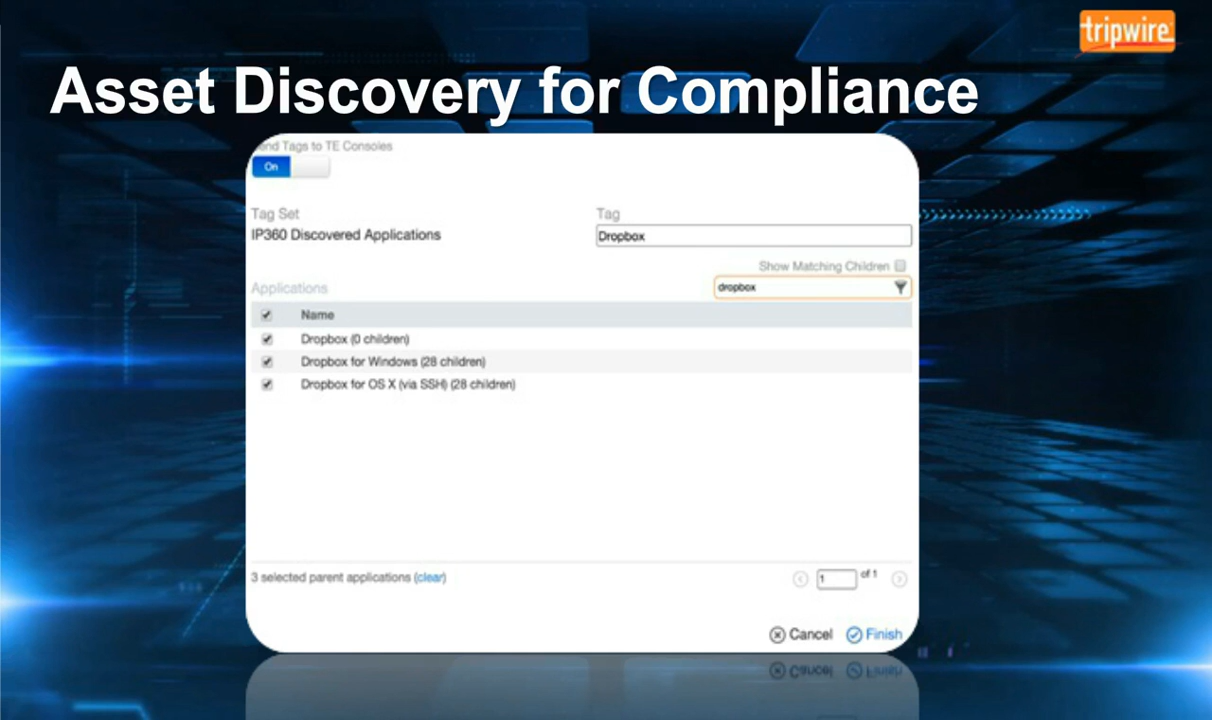 tripwire
Asset Discovery for Compliance
end Tags to TE Consoles
On
Tag Set
Tag
IP360 Discovered Applications
Dropbox
Show Matching Children
Applications
dropbox
Name
Dropbox (0 children)
Dropbox for Windows (28 children)
Dropbox for OS X (via SSH) (28 children)
3 selected parent applications (clear)
1 of 1
Cancel Finish